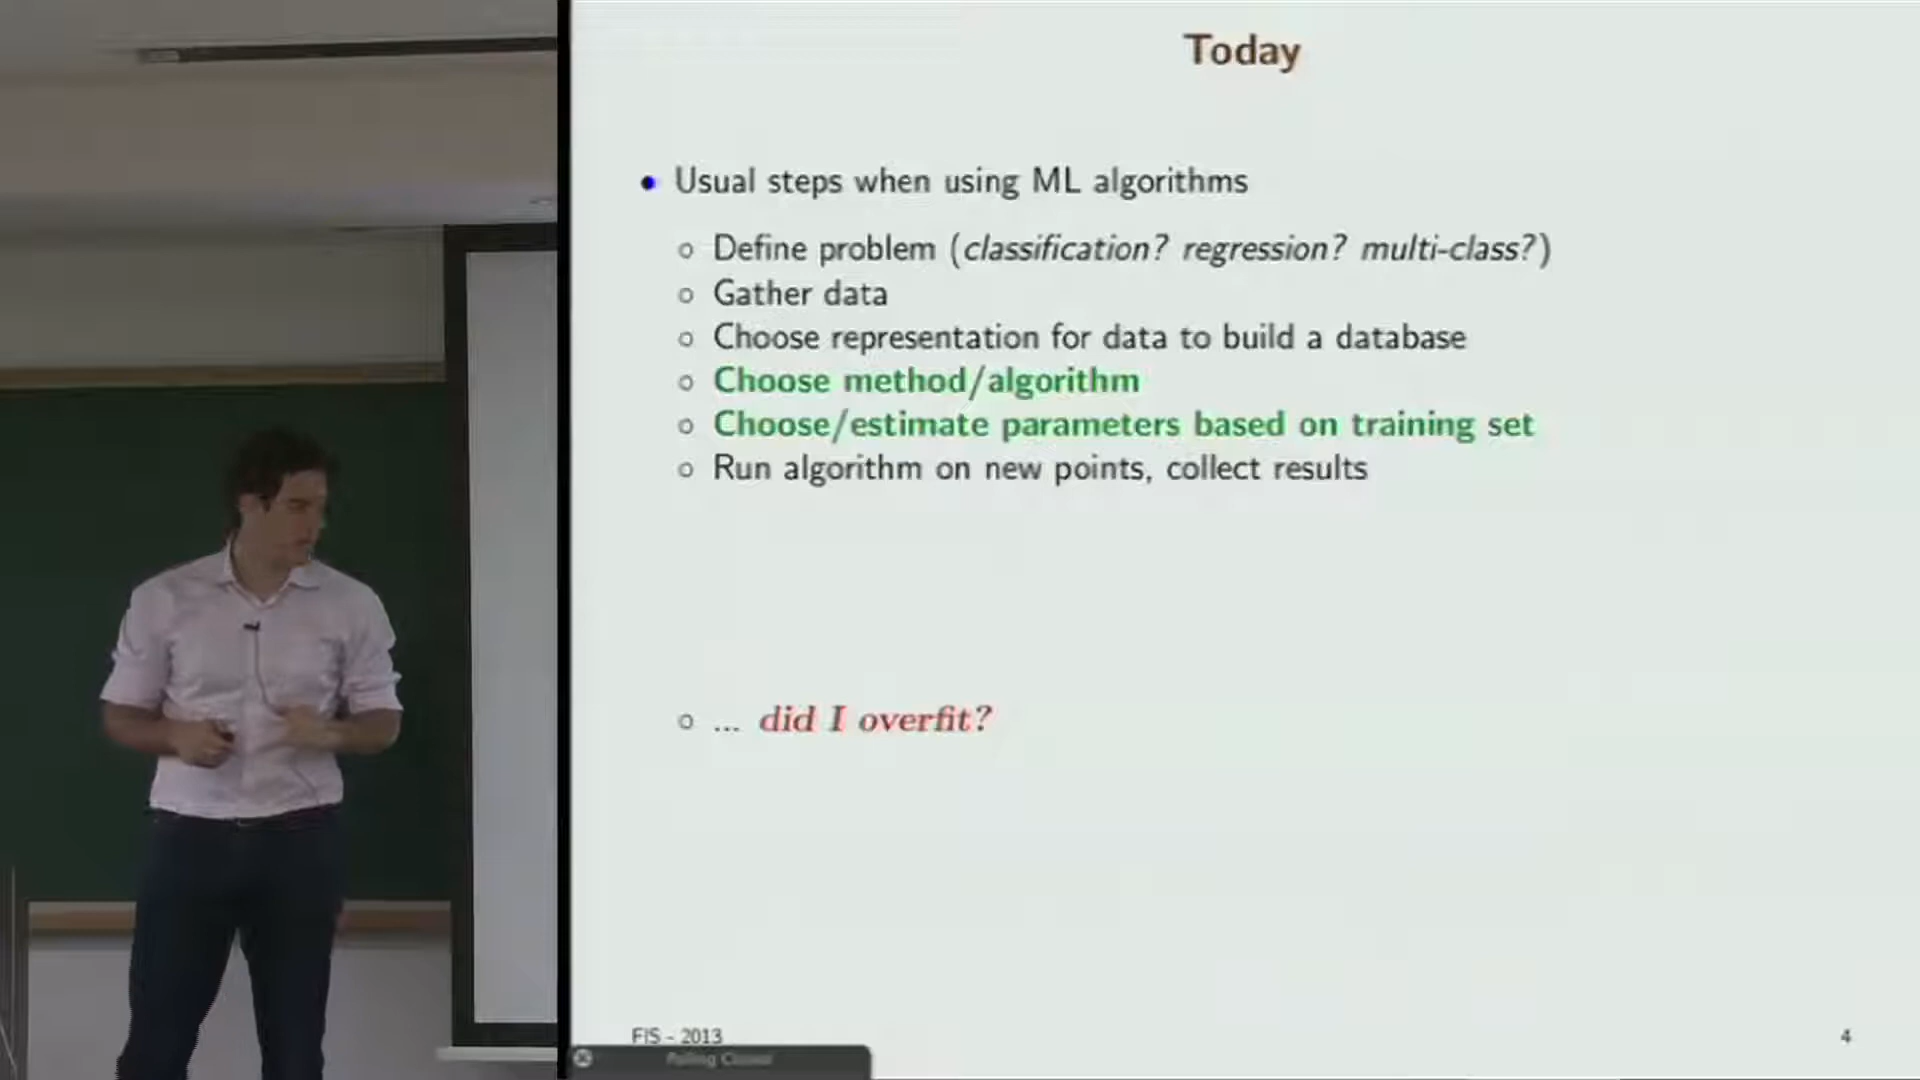 Today
• Usual steps when using ML algorithms
◦ Define problem (classification? regression? multi-class?)
◦ Gather data
◦ Choose representation for data to build a database
◦ Choose method/algorithm
◦ Choose/estimate parameters based on training set
◦ Run algorithm on new points, collect results
◦ ... did I overfit?
FIS - 2013
4
Polling Closed